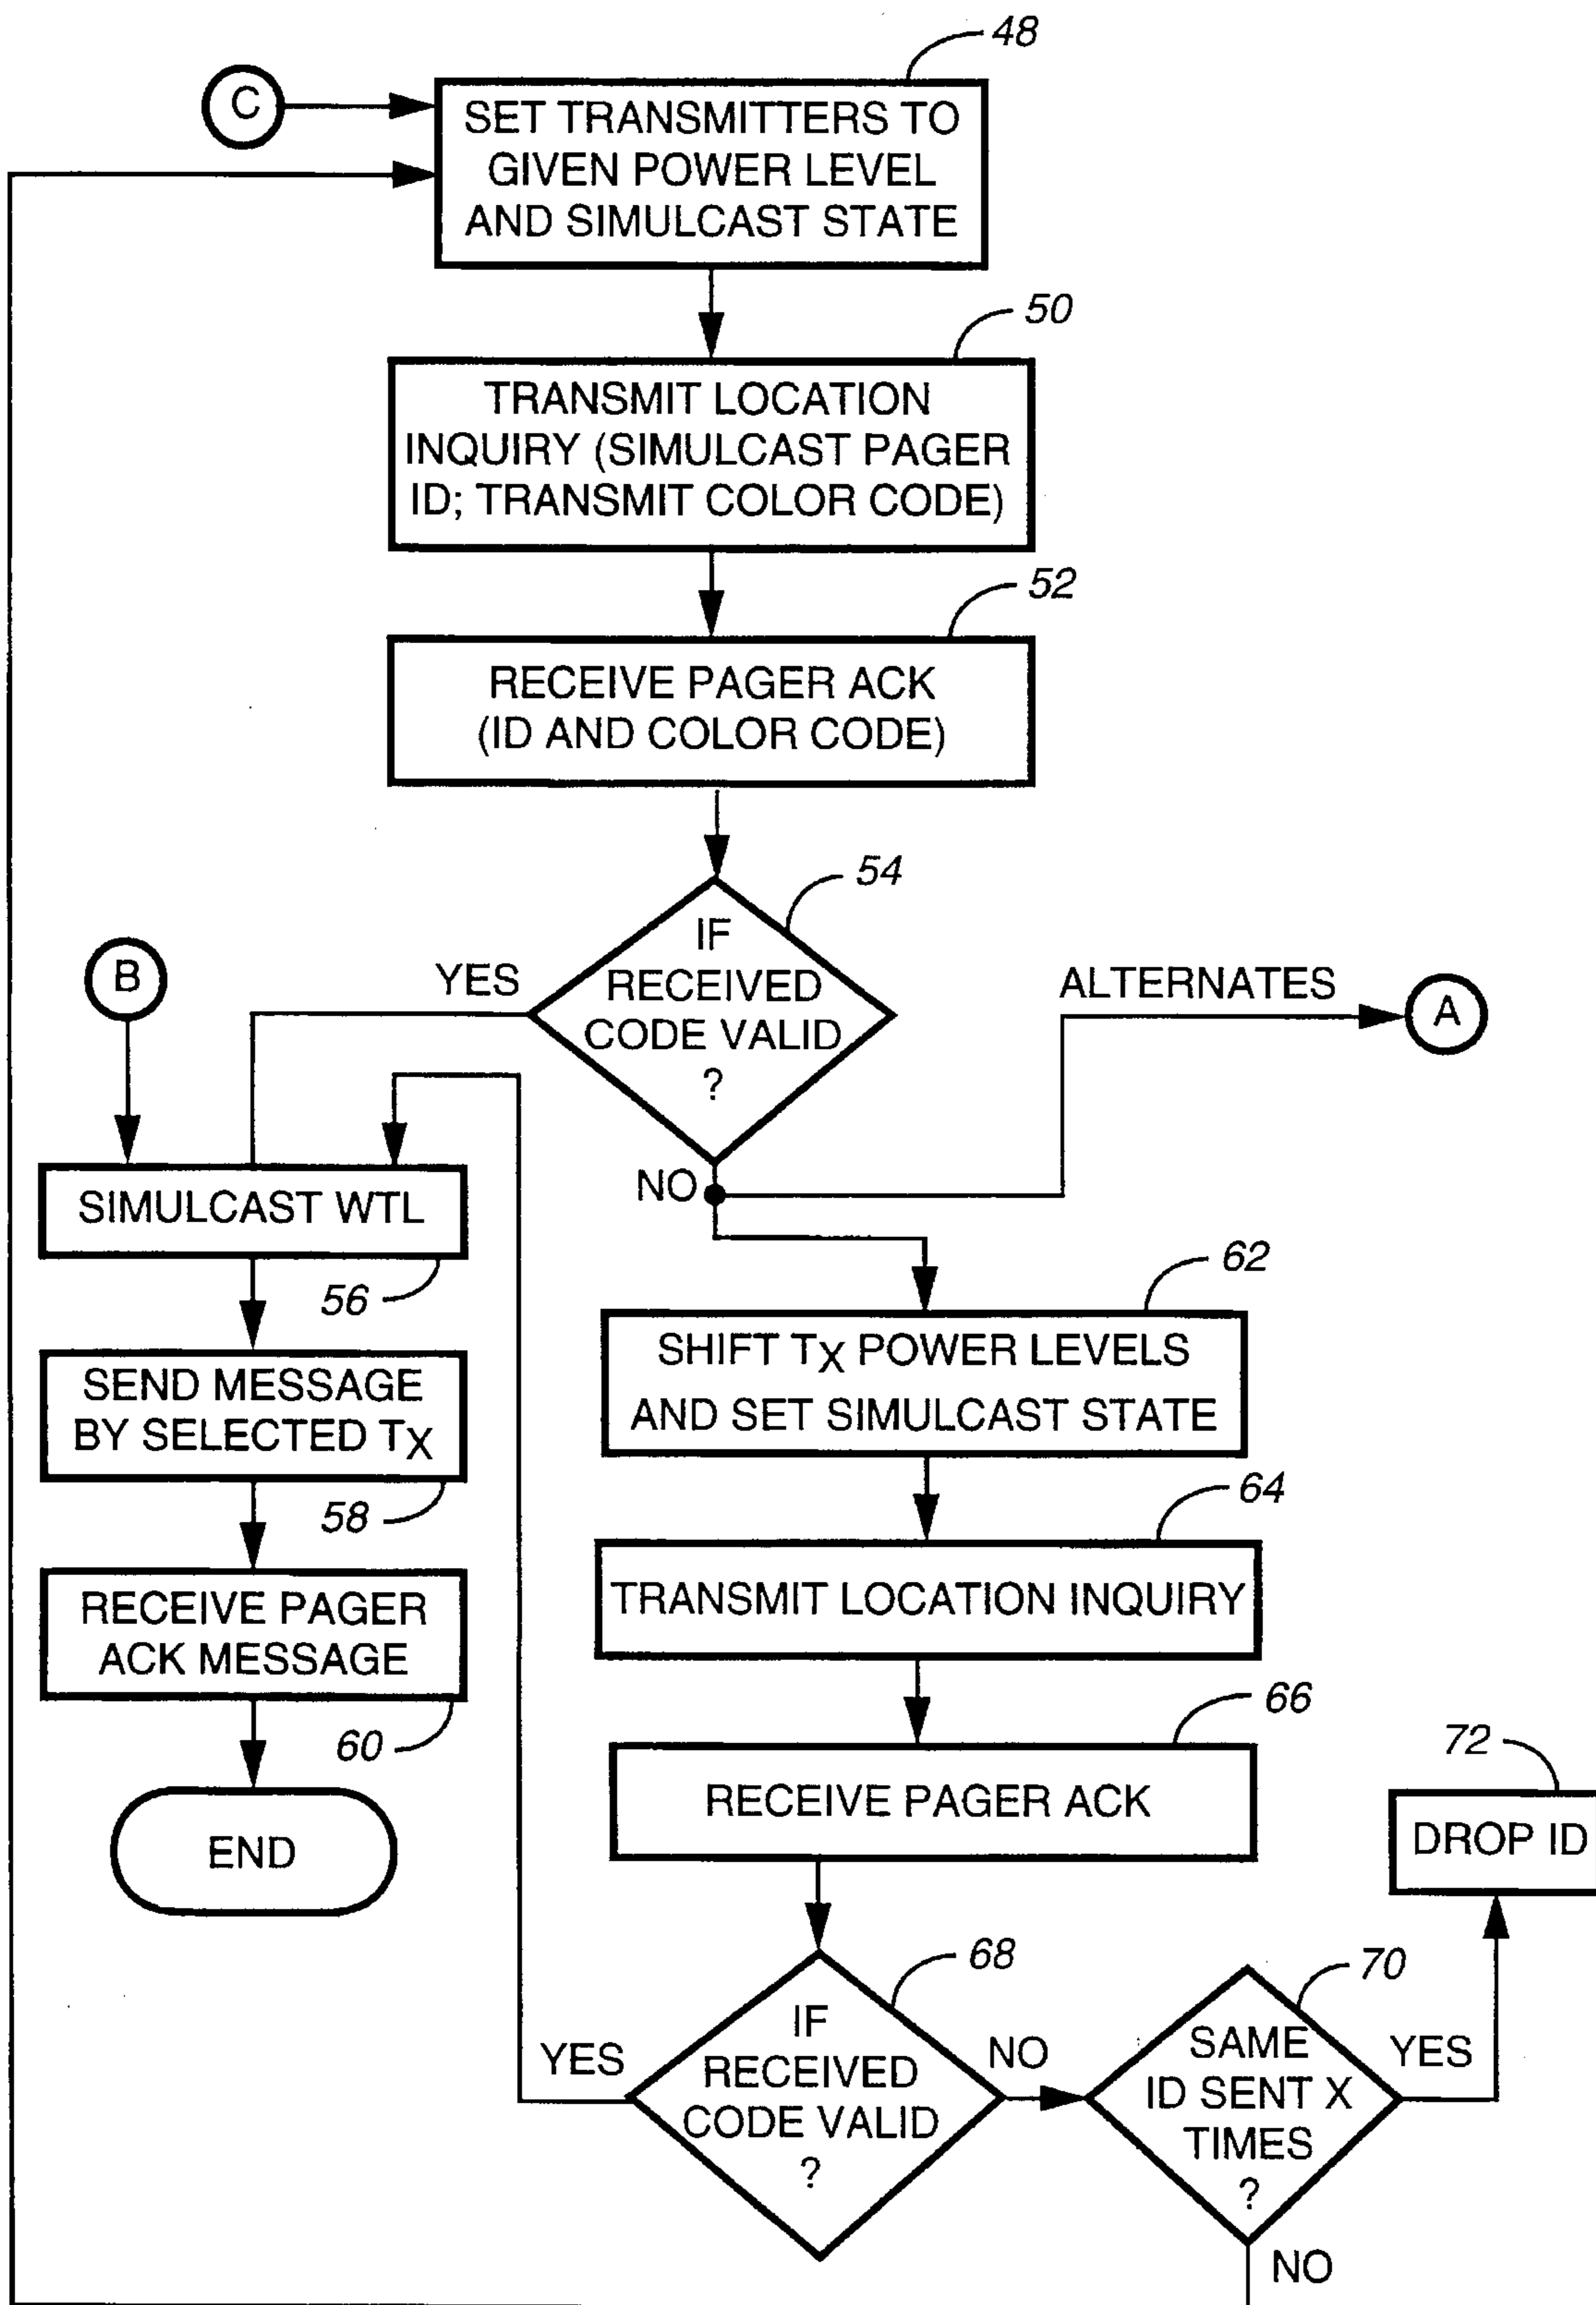 48
C
SET TRANSMITTERS TO
GIVEN POWER LEVEL
AND SIMULCAST STATE
50
TRANSMIT LOCATION
INQUIRY (SIMULCAST PAGER
ID; TRANSMIT COLOR CODE)
52
RECEIVE PAGER ACK
(ID AND COLOR CODE)
54
IF
RECEIVED
CODE VALID
?
YES
B
ALTERNATES
A
NO
SIMULCAST WTL
56
62
SHIFT TX POWER LEVELS
AND SET SIMULCAST STATE
SEND MESSAGE
BY SELECTED TX
58
64
TRANSMIT LOCATION INQUIRY
RECEIVE PAGER
ACK MESSAGE
60
66
RECEIVE PAGER ACK
72
DROP ID
END
68
IF
RECEIVED
CODE VALID
?
YES
NO
70
SAME
ID SENT X
TIMES
?
YES
NO